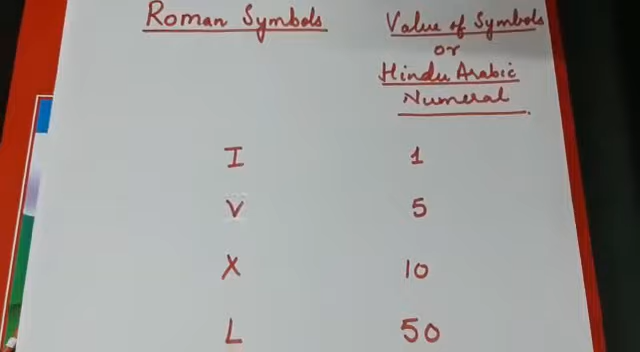 Roman Symbols
Value of Symbols
or
Hindu Arabic
Numeral
I 1
V 5
X 10
L 50